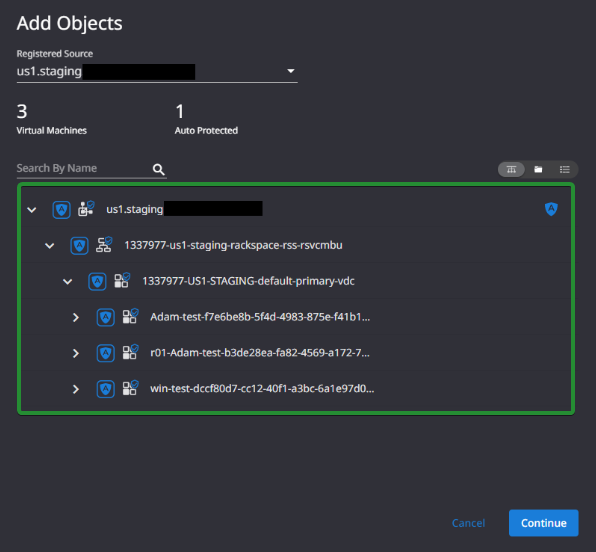 Add Objects
Registered Source
us1.staging
3 1
Virtual Machines Auto Protected
Search By Name
us1.staging
1337977-us1-staging-rackspace-rss-rsvcmbu
1337977-US1-STAGING-default-primary-vdc
Adam-test-f7e6be8b-5f4d-4983-875e-f41b1...
r01-Adam-test-b3de28ea-fa82-4569-a172-7...
win-test-dccf80d7-cc12-40f1-a3bc-6a1e97d0...
Cancel Continue